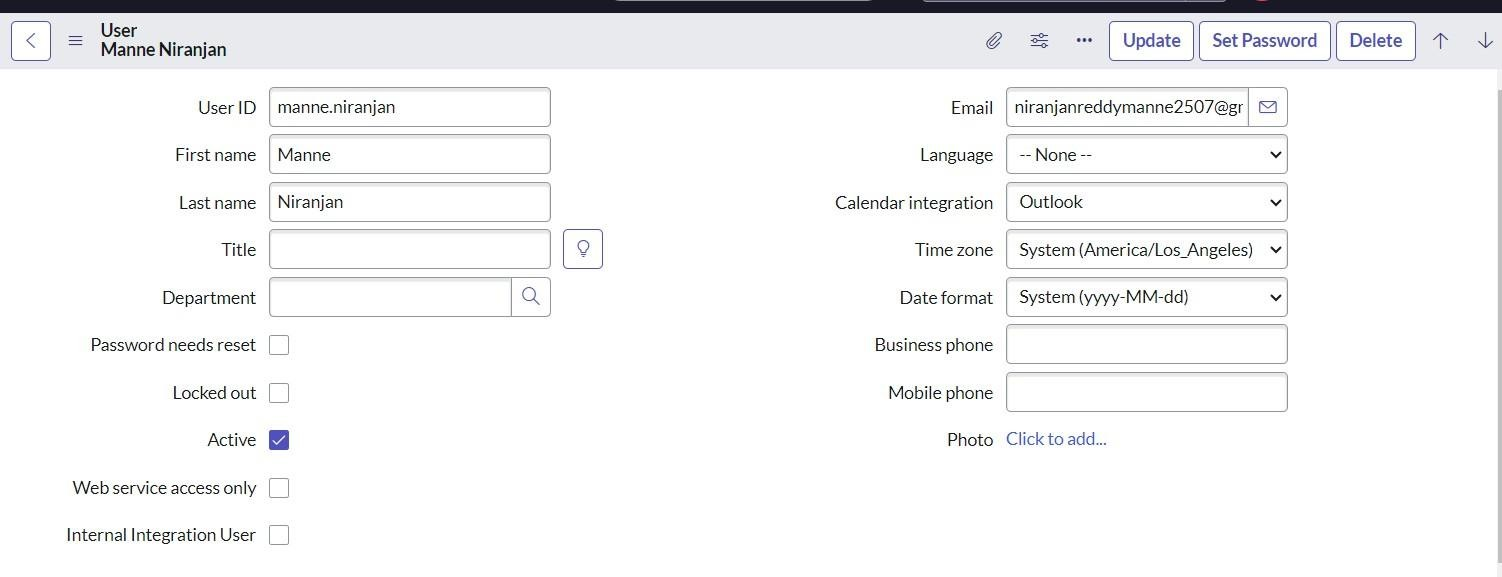 User
Manne Niranjan
Update
Set Password
Delete
User ID
manne.niranjan
First name
Manne
Last name
Niranjan
Title
Department
Password needs reset
Locked out
Active
Web service access only
Internal Integration User
Email
niranjanreddymanne2507@gr
Language
-- None --
Calendar integration
Outlook
Time zone
System (America/Los_Angeles)
Date format
System (yyyy-MM-dd)
Business phone
Mobile phone
Photo
Click to add...